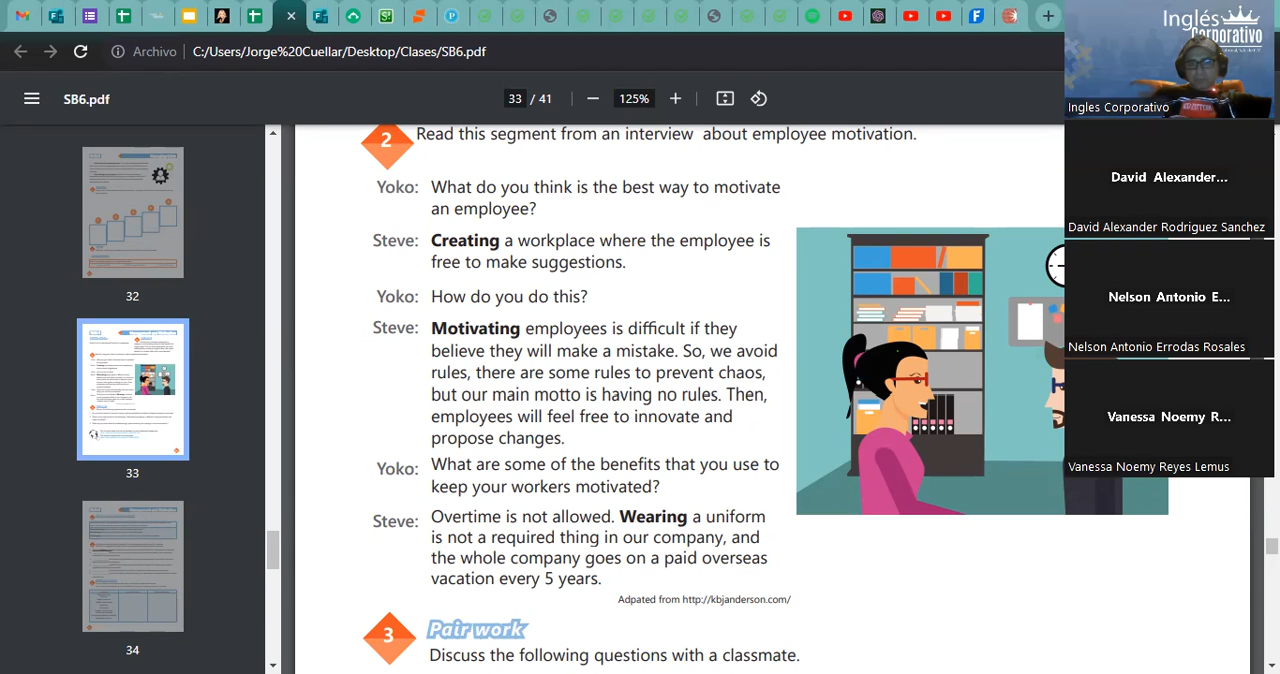 Archivo
C:/Users/Jorge%20Cuellar/Desktop/Clases/SB6.pdf
SB6.pdf
33 / 41
125%
Inglés
Corporativo
Ingles Corporativo
David Alexander...
David Alexander Rodriguez Sanchez
Nelson Antonio E...
Nelson Antonio Errodas Rosales
Vanessa Noemy R...
Vanessa Noemy Reyes Lemus
32
33
34
2
Read this segment from an interview about employee motivation.
Yoko: What do you think is the best way to motivate
an employee?
Steve: Creating a workplace where the employee is
free to make suggestions.
Yoko: How do you do this?
Steve: Motivating employees is difficult if they
believe they will make a mistake. So, we avoid
rules, there are some rules to prevent chaos,
but our main motto is having no rules. Then,
employees will feel free to innovate and
propose changes.
Yoko: What are some of the benefits that you use to
keep your workers motivated?
Steve: Overtime is not allowed. Wearing a uniform
is not a required thing in our company, and
the whole company goes on a paid overseas
vacation every 5 years.
Adpated from http://kbjanderson.com/
3
Pair work
Discuss the following questions with a classmate.